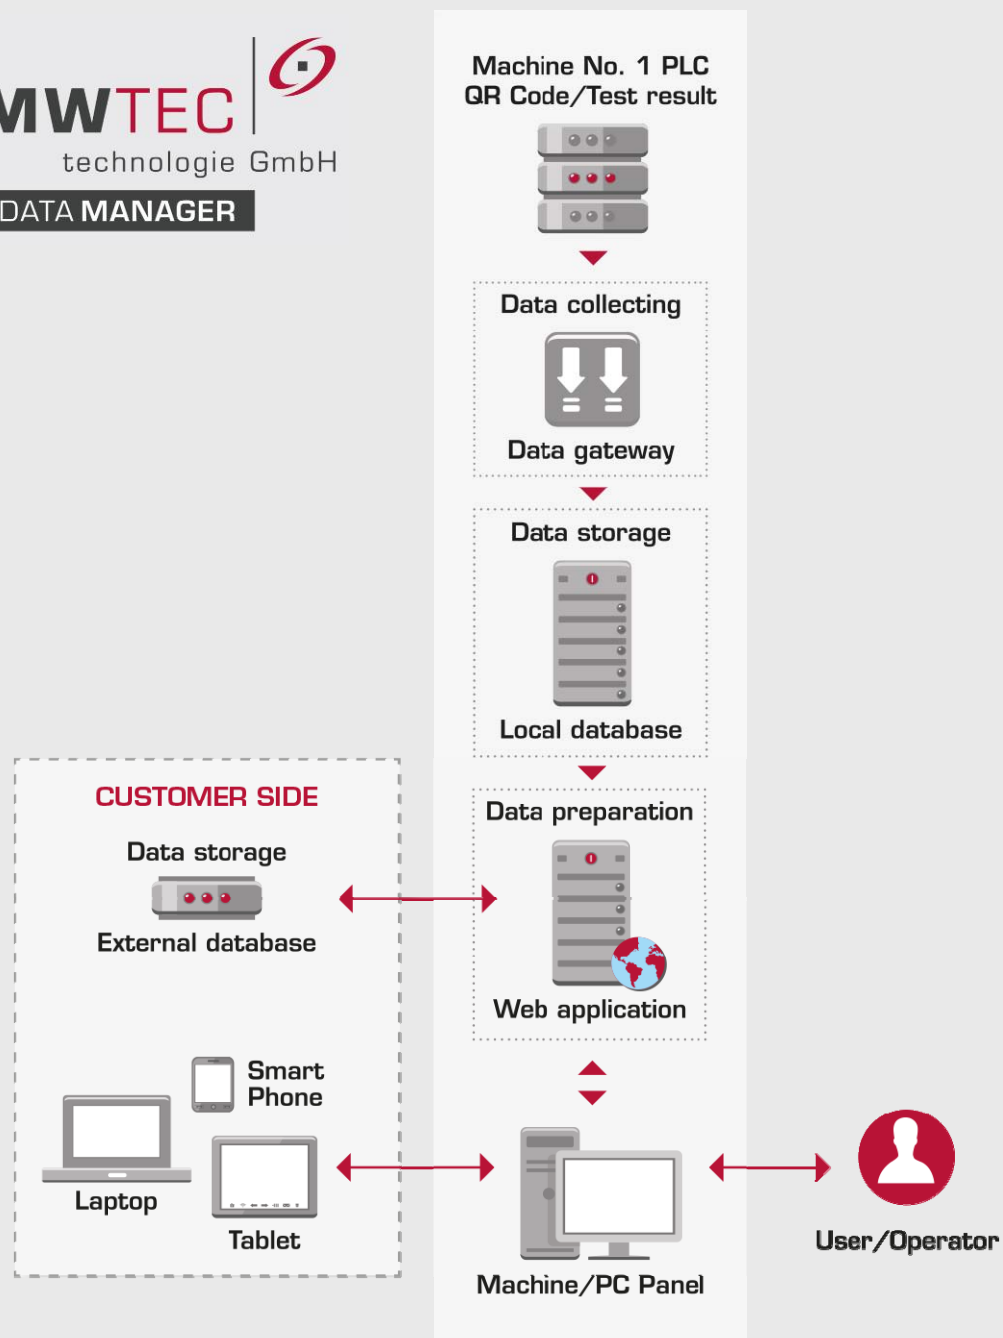 MWTEC
technologie GmbH
DATA MANAGER
Machine No. 1 PLC
QR Code/Test result
Data collecting
Data gateway
Data storage
Local database
Data preparation
Web application
CUSTOMER SIDE
Data storage
External database
Smart
Phone
Laptop
Tablet
Machine/PC Panel
User/Operator